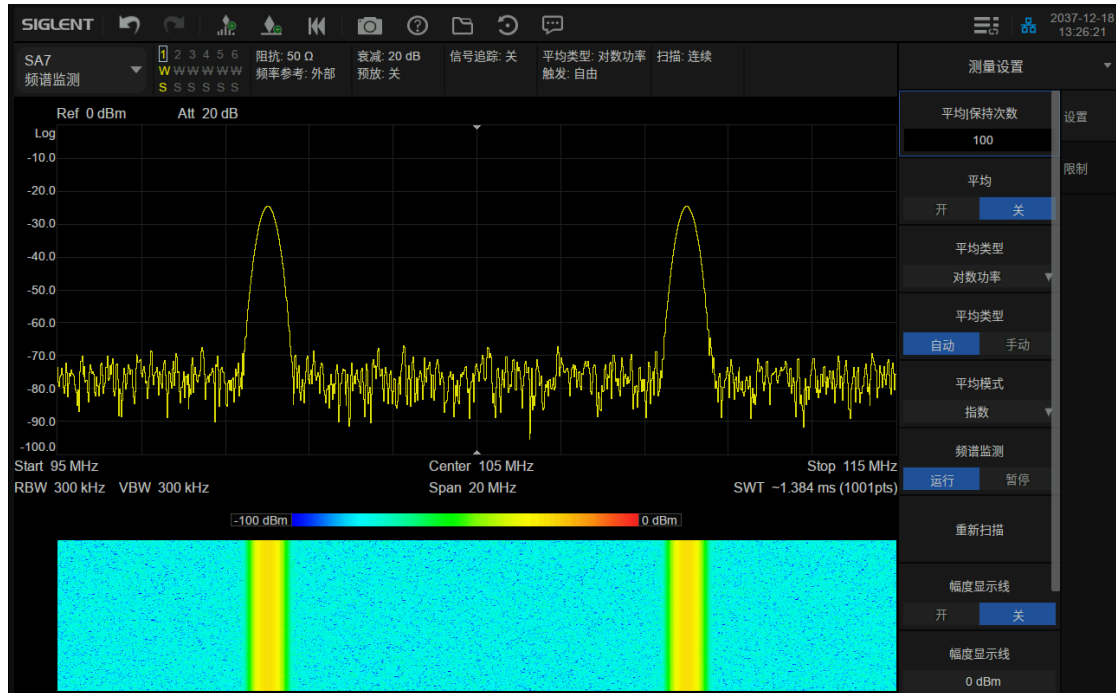 SIGLENT
2037-12-18
13:26:21
SA7
频谱监测
1 2 3 4 5 6
W W W W W W
S S S S S S
阻抗: 50 Ω
频率参考: 外部
衰减: 20 dB
预放: 关
信号追踪: 关
平均类型: 对数功率
触发: 自由
扫描: 连续
测量设置
Ref 0 dBm
Att 20 dB
Log
-10.0
-20.0
-30.0
-40.0
-50.0
-60.0
-70.0
-80.0
-90.0
-100.0
Start 95 MHz
Center 105 MHz
Stop 115 MHz
RBW 300 kHz VBW 300 kHz
Span 20 MHz
SWT ~1.384 ms (1001pts)
-100 dBm
0 dBm
平均|保持次数
100
平均
开 关
平均类型
对数功率
平均类型
自动 手动
平均模式
指数
频谱监测
运行 暂停
重新扫描
幅度显示线
开 关
幅度显示线
0 dBm
设置
限制